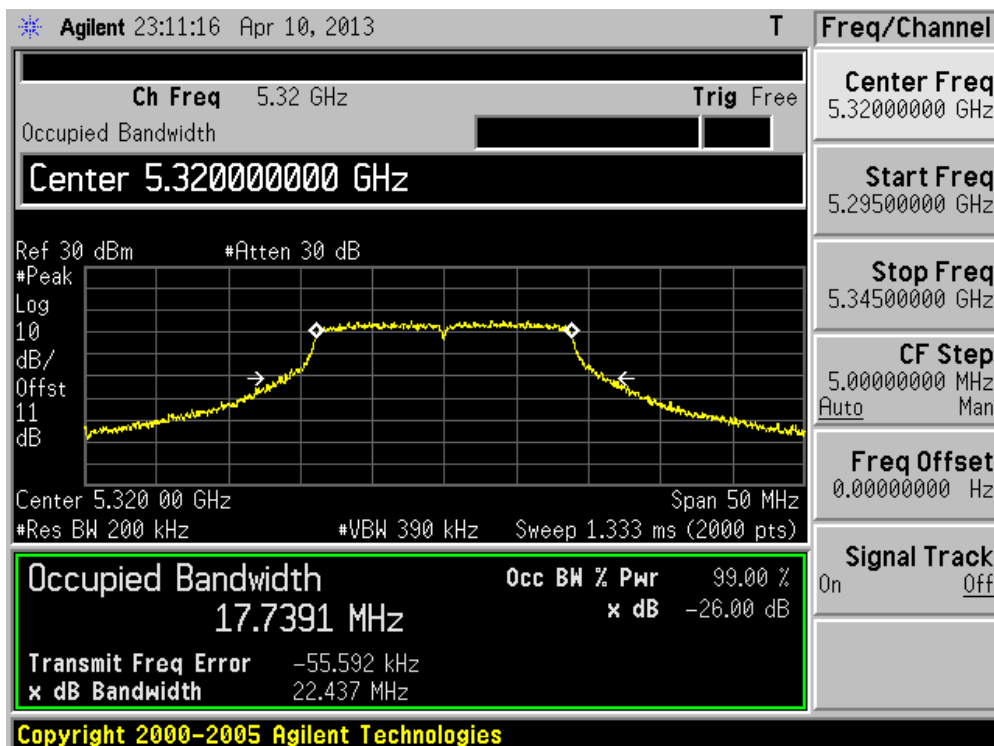 Agilent 23:11:16 Apr 10, 2013 T
Ch Freq 5.32 GHz Trig Free
Occupied Bandwidth
Center 5.320000000 GHz
Ref 30 dBm #Atten 30 dB
#Peak
Log
10
dB/
Offst
11
dB
Center 5.320 00 GHz Span 50 MHz
#Res BW 200 kHz #VBW 390 kHz Sweep 1.333 ms (2000 pts)
Occupied Bandwidth Occ BW % Pwr 99.00 %
17.7391 MHz x dB -26.00 dB
Transmit Freq Error -55.592 kHz
x dB Bandwidth 22.437 MHz
Copyright 2000-2005 Agilent Technologies
Freq/Channel
Center Freq
5.32000000 GHz
Start Freq
5.29500000 GHz
Stop Freq
5.34500000 GHz
CF Step
5.00000000 MHz
Auto Man
Freq Offset
0.00000000 Hz
Signal Track
On Off